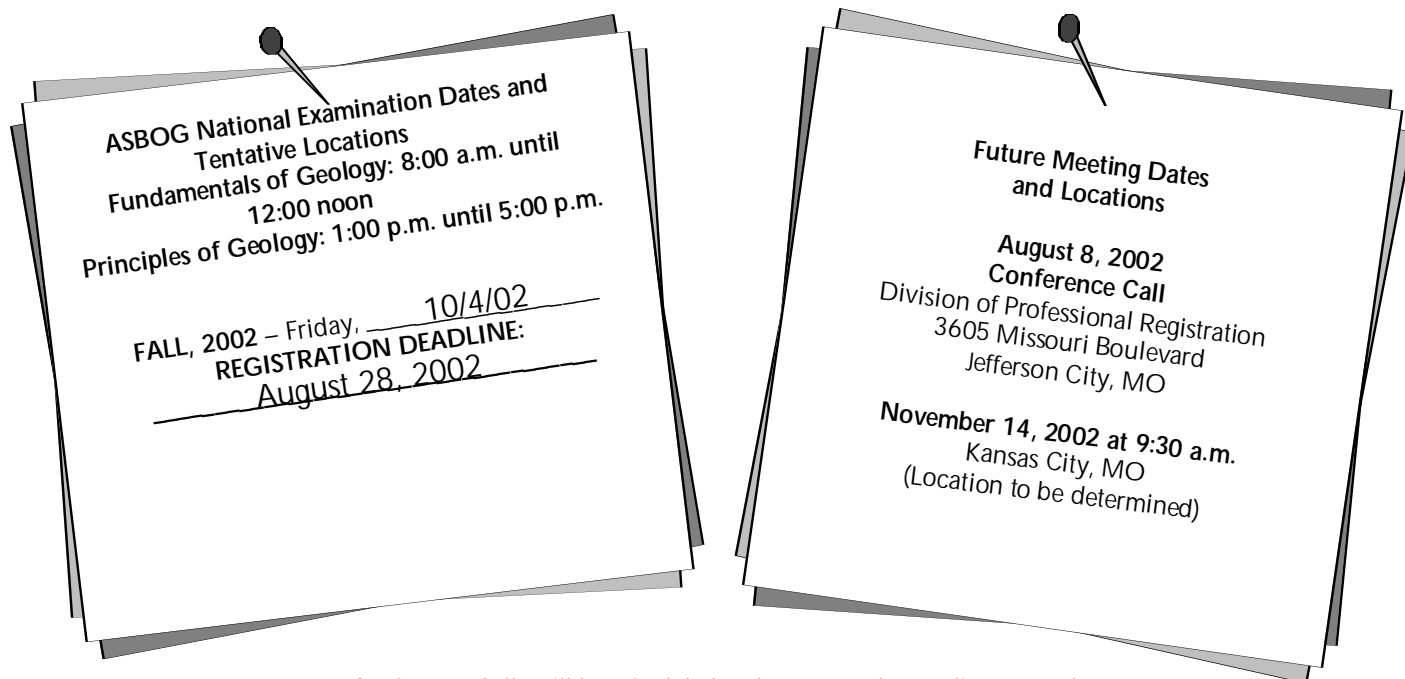 ASBOG National Examination Dates and
Tentative Locations
Fundamentals of Geology: 8:00 a.m. until
12:00 noon
Principles of Geology: 1:00 p.m. until 5:00 p.m.
FALL, 2002 – Friday, 10/4/02
REGISTRATION DEADLINE:
August 28, 2002
Future Meeting Dates
and Locations
August 8, 2002
Conference Call
Division of Professional Registration
3605 Missouri Boulevard
Jefferson City, MO
November 14, 2002 at 9:30 a.m.
Kansas City, MO
(Location to be determined)